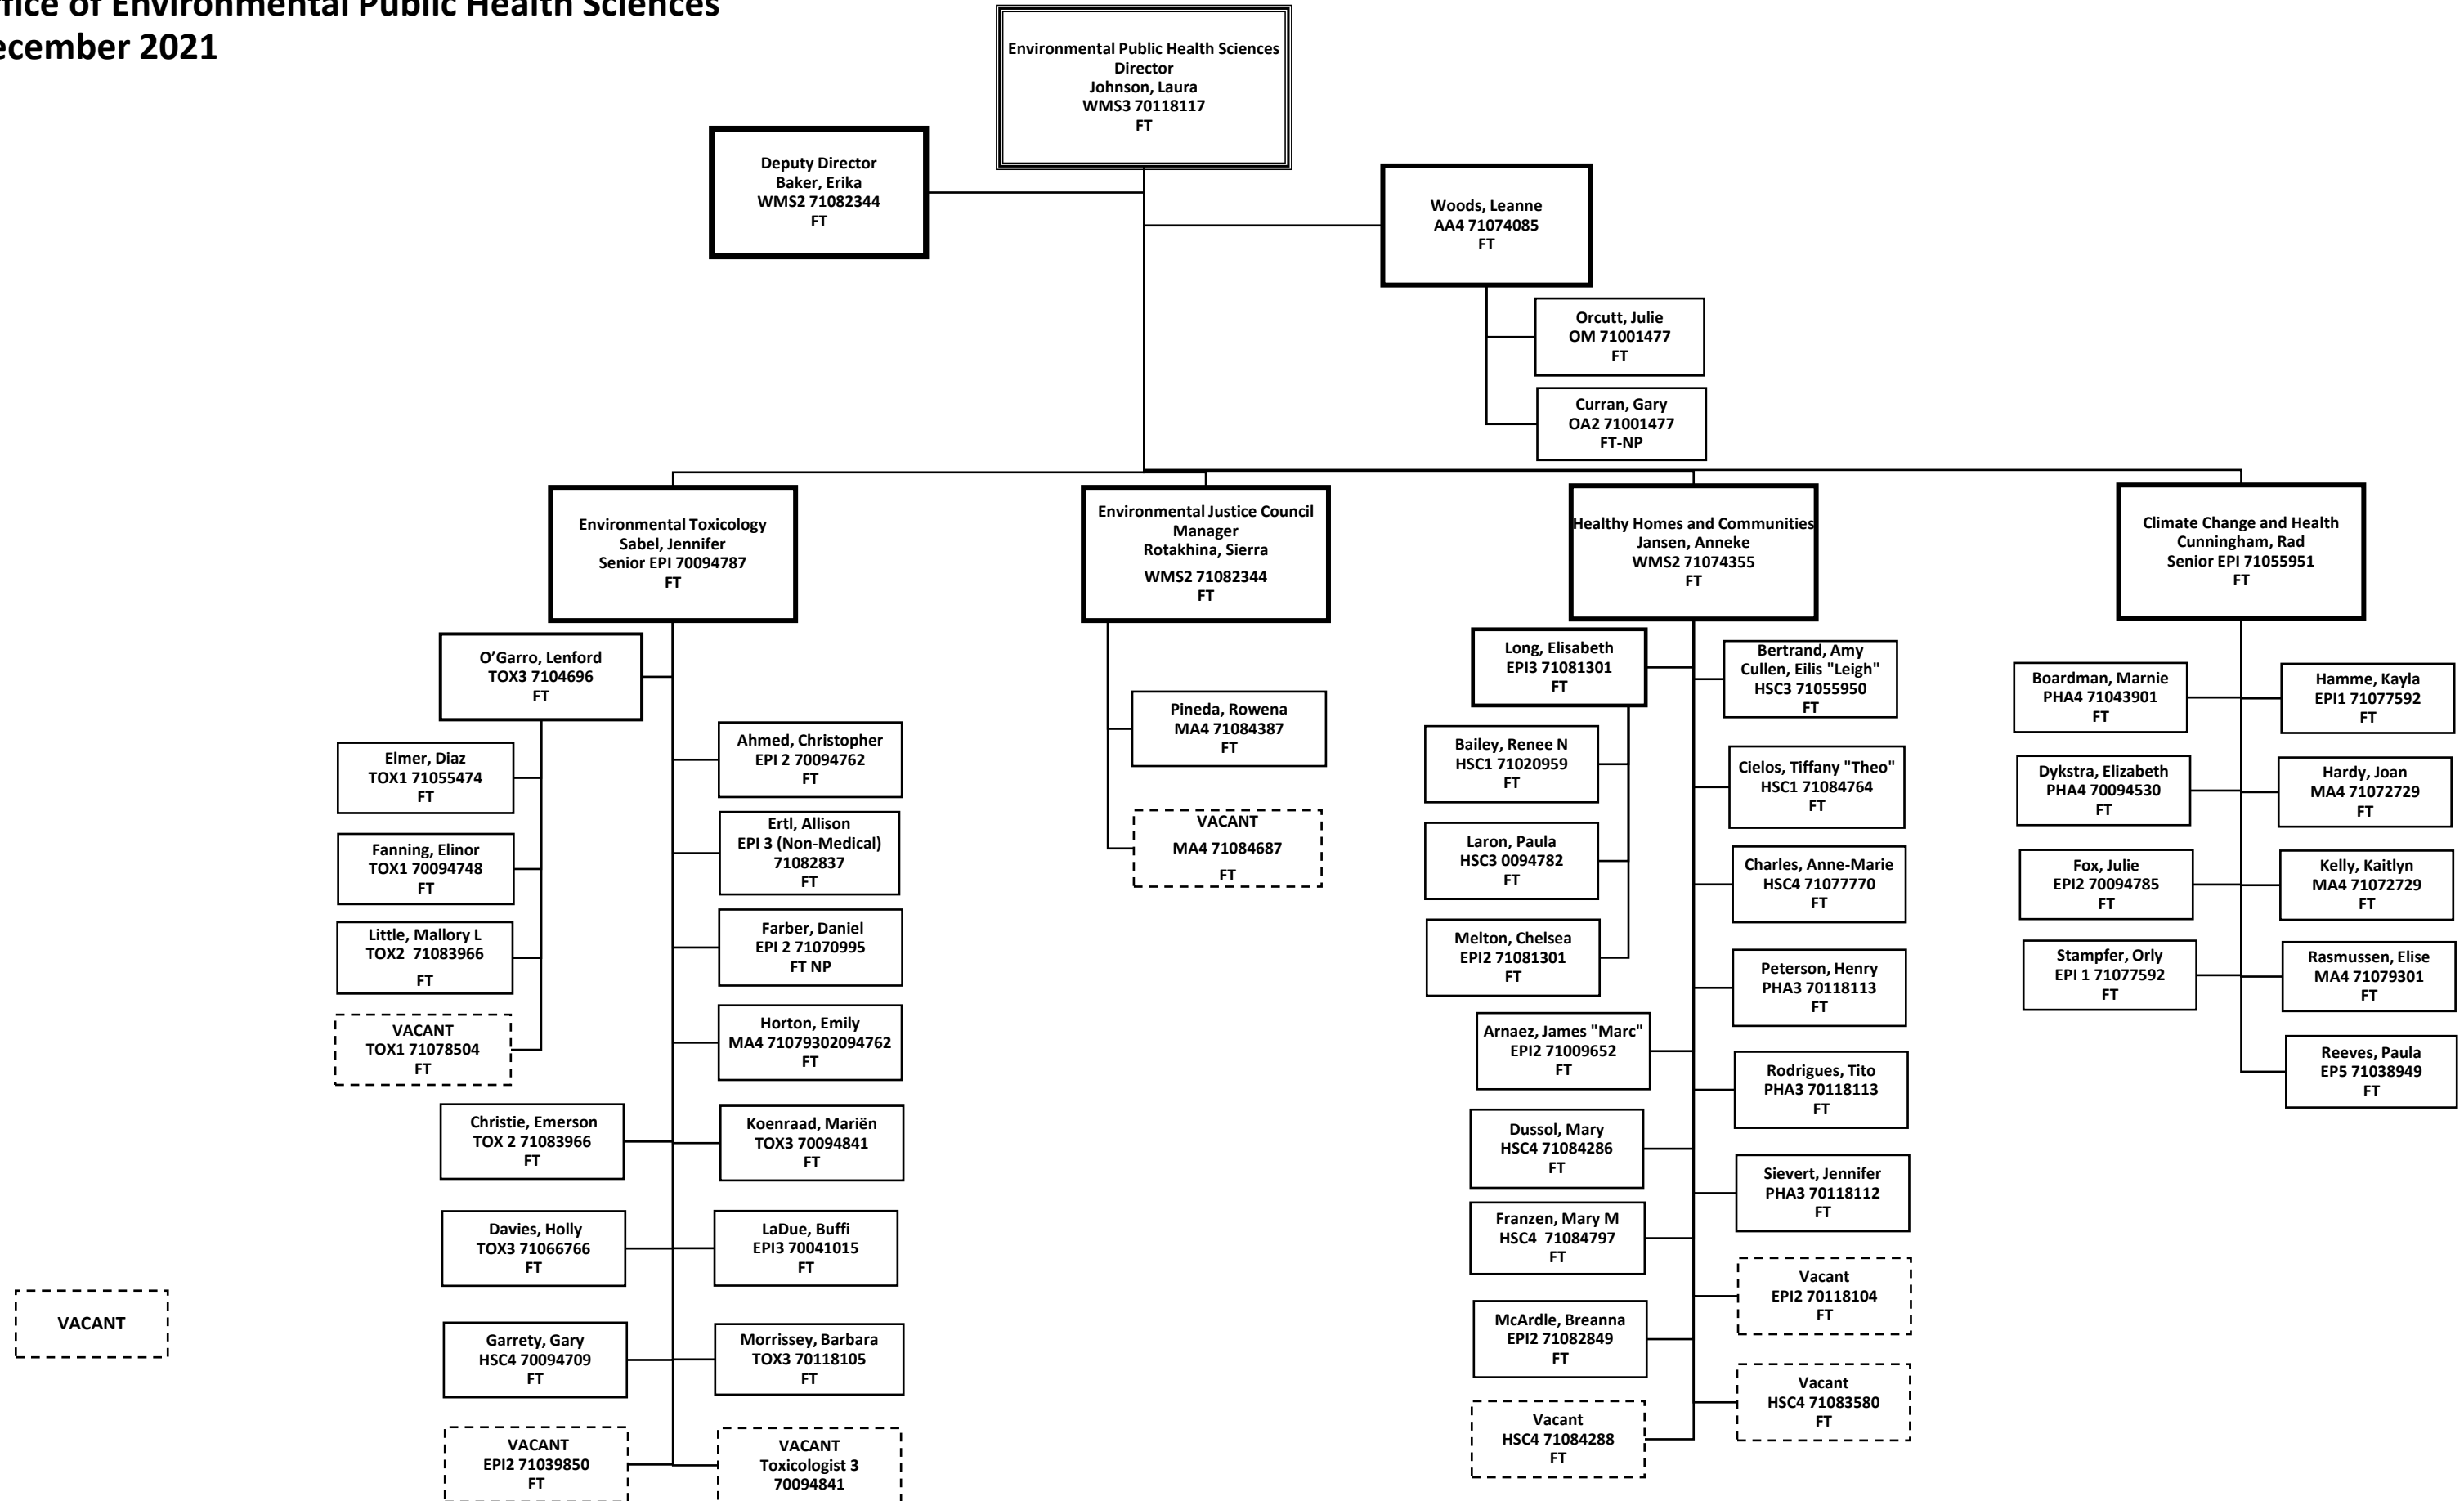 ffice of Environmental Public Health Sciences
ecember 2021
Environmental Public Health Sciences
Director
Johnson, Laura
WMS3 70118117
FT
Deputy Director
Baker, Erika
WMS2 71082344
FT
Woods, Leanne
AA4 71074085
FT
Orcutt, Julie
OM 71001477
FT
Curran, Gary
OA2 71001477
FT-NP
Environmental Toxicology
Sabel, Jennifer
Senior EPI 70094787
FT
O’Garro, Lenford
TOX3 7104696
FT
Elmer, Diaz
TOX1 71055474
FT
Fanning, Elinor
TOX1 70094748
FT
Little, Mallory L
TOX2  71083966
FT
VACANT
TOX1 71078504
FT
Ahmed, Christopher
EPI 2 70094762
FT
Ertl, Allison
EPI 3 (Non-Medical)
71082837
FT
Farber, Daniel
EPI 2 71070995
FT NP
Horton, Emily
MA4 71079302094762
FT
Christie, Emerson
TOX 2 71083966
FT
Koenraad, Mariën
TOX3 70094841
FT
Davies, Holly
TOX3 71066766
FT
LaDue, Buffi
EPI3 70041015
FT
Garrety, Gary
HSC4 70094709
FT
Morrissey, Barbara
TOX3 70118105
FT
VACANT
EPI2 71039850
FT
VACANT
Toxicologist 3
70094841
Environmental Justice Council
Manager
Rotakhina, Sierra
WMS2 71082344
FT
Pineda, Rowena
MA4 71084387
FT
VACANT
MA4 71084687
FT
Healthy Homes and Communities
Jansen, Anneke
WMS2 71074355
FT
Long, Elisabeth
EPI3 71081301
FT
Bailey, Renee N
HSC1 71020959
FT
Laron, Paula
HSC3 0094782
FT
Melton, Chelsea
EPI2 71081301
FT
Bertrand, Amy
Cullen, Eilis "Leigh"
HSC3 71055950
FT
Cielos, Tiffany "Theo"
HSC1 71084764
FT
Charles, Anne-Marie
HSC4 71077770
FT
Peterson, Henry
PHA3 70118113
FT
Arnaez, James "Marc"
EPI2 71009652
FT
Rodrigues, Tito
PHA3 70118113
FT
Dussol, Mary
HSC4 71084286
FT
Sievert, Jennifer
PHA3 70118112
FT
Franzen, Mary M
HSC4  71084797
FT
Vacant
EPI2 70118104
FT
McArdle, Breanna
EPI2 71082849
FT
Vacant
HSC4 71083580
FT
Vacant
HSC4 71084288
FT
Climate Change and Health
Cunningham, Rad
Senior EPI 71055951
FT
Boardman, Marnie
PHA4 71043901
FT
Hamme, Kayla
EPI1 71077592
FT
Dykstra, Elizabeth
PHA4 70094530
FT
Hardy, Joan
MA4 71072729
FT
Fox, Julie
EPI2 70094785
FT
Kelly, Kaitlyn
MA4 71072729
FT
Stampfer, Orly
EPI 1 71077592
FT
Rasmussen, Elise
MA4 71079301
FT
Reeves, Paula
EP5 71038949
FT
VACANT